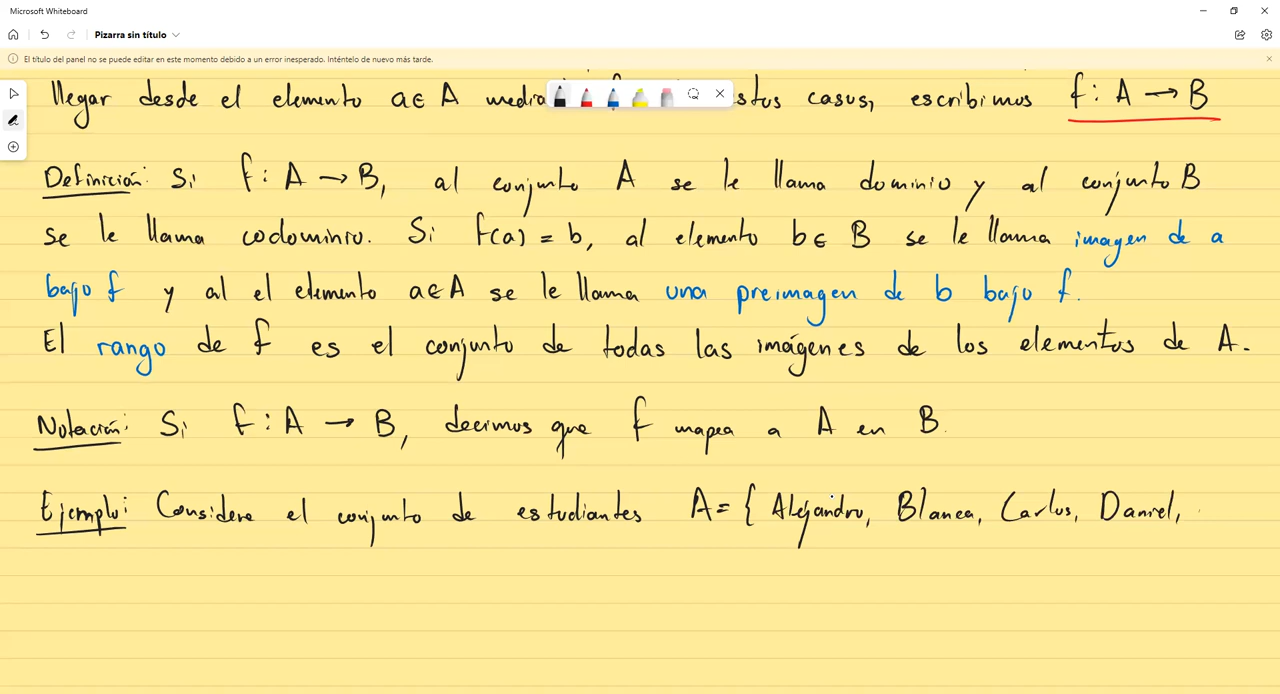 Microsoft Whiteboard
Pizarra sin título
El título del panel no se puede editar en este momento debido a un error inesperado. Inténtelo de nuevo más tarde.
llegar desde el elemento a∈A media stos casos, escribimos f: A → B
Definición: Si f: A → B, al conjunto A se le llama dominio y al conjunto B
se le llama codominio. Si f(a) = b, al elemento b∈ B se le llama imagen de a
bajo f y al el elemento a∈A se le llama una preimagen de b bajo f.
El rango de f es el conjunto de todas las imágenes de los elementos de A.
Notación: Si f: A → B, decimos que f mapea a A en B.
Ejemplo: Considere el conjunto de estudiantes A = { Alejandro, Blanca, Carlos, Daniel,